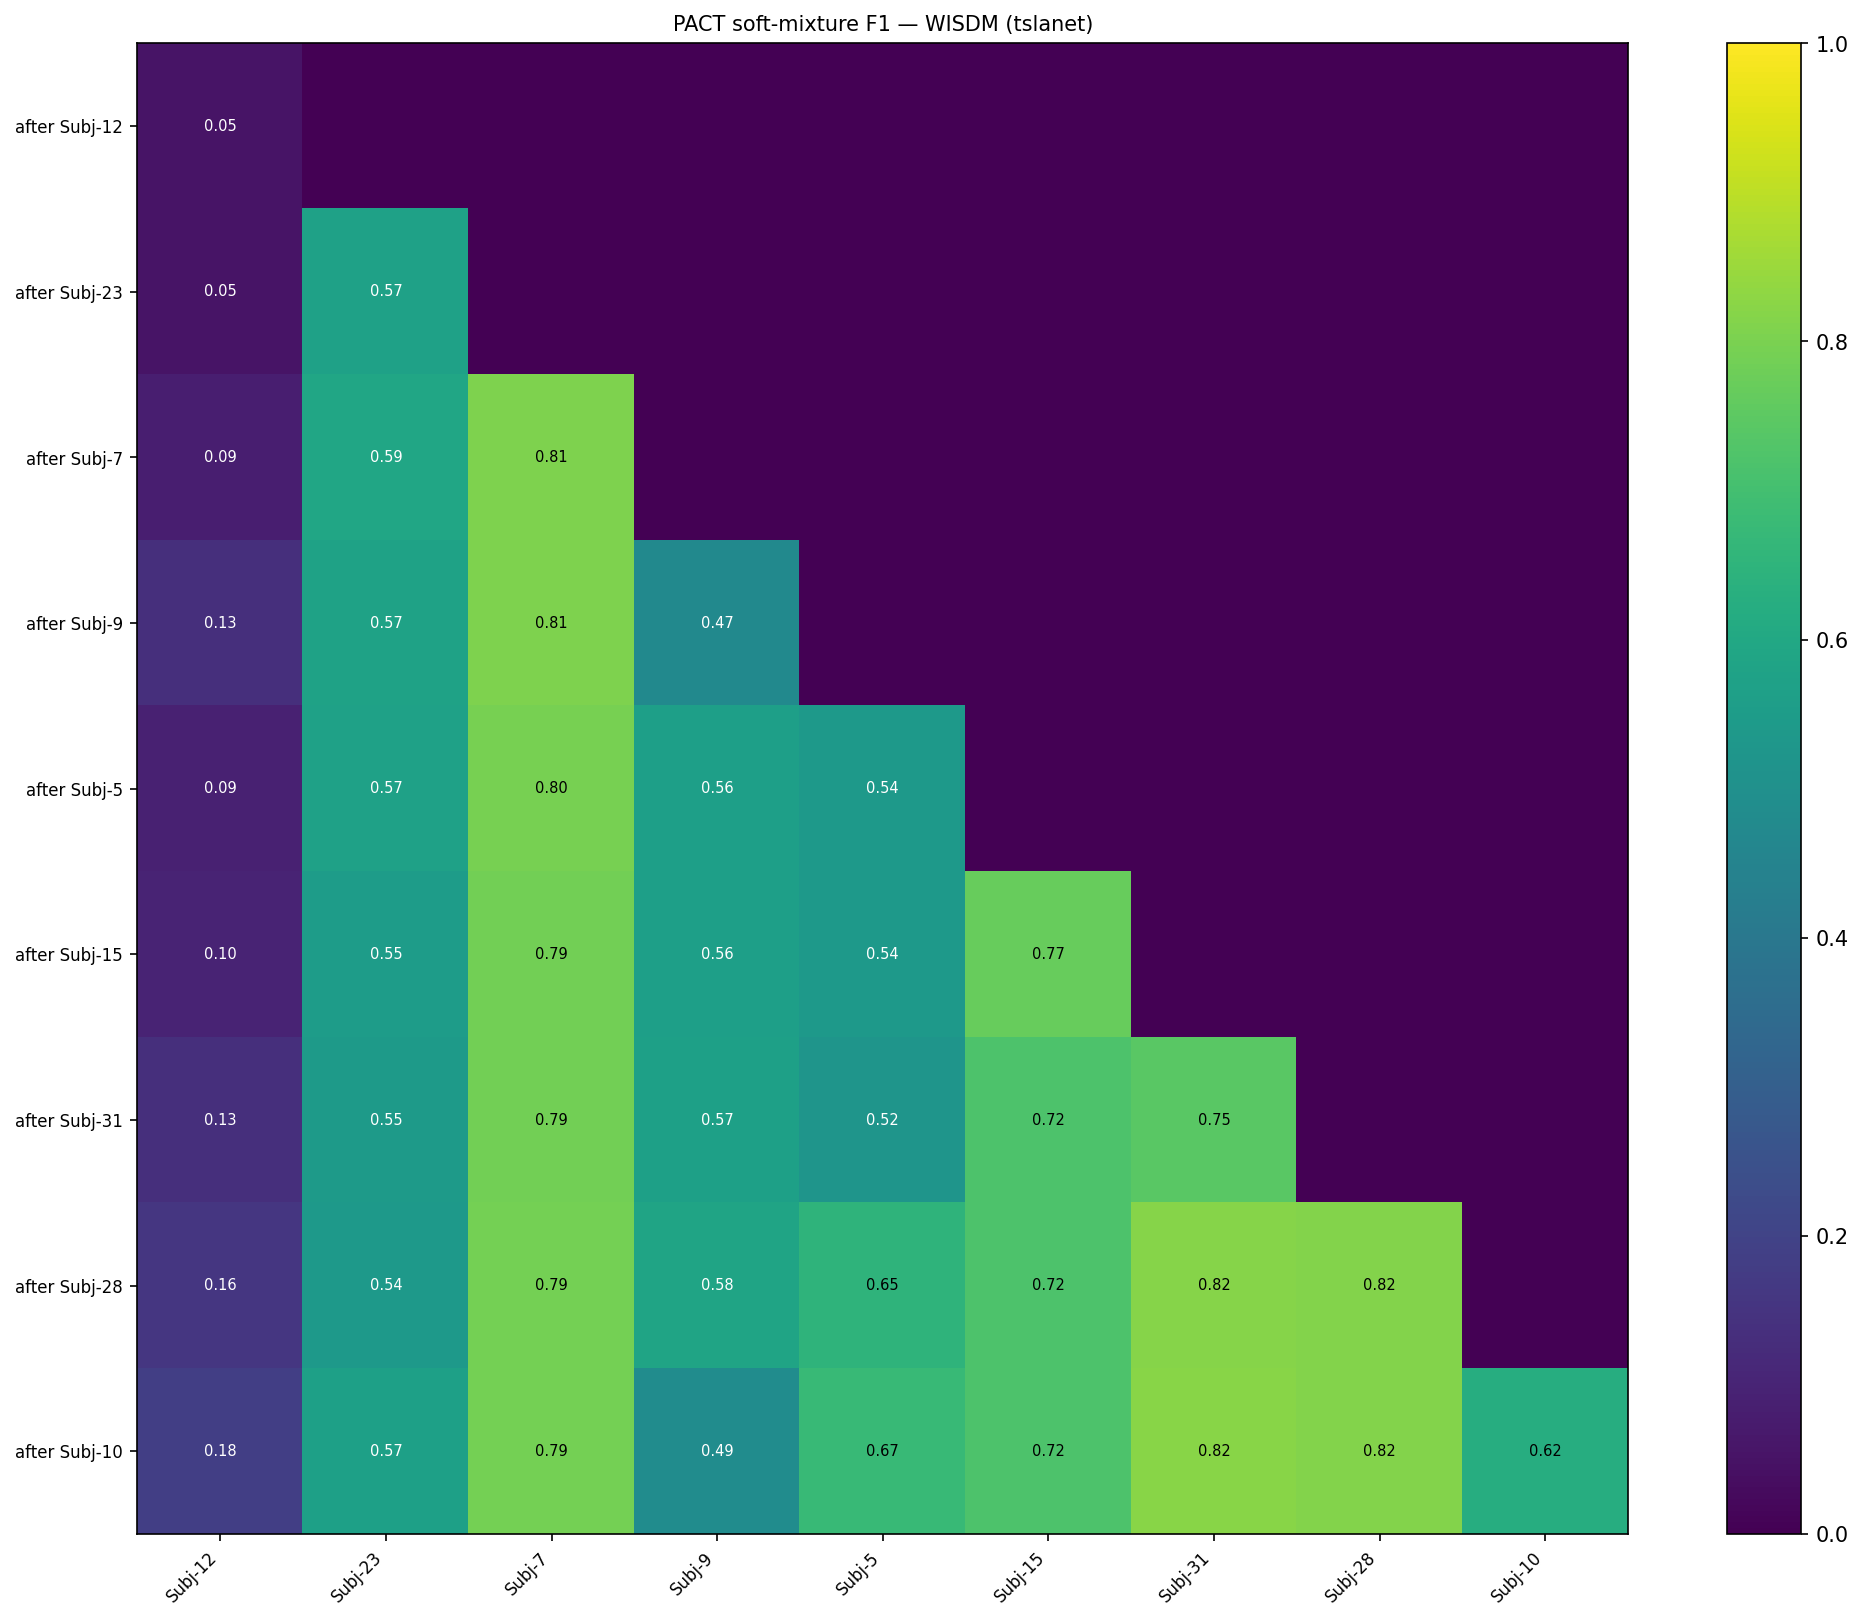 PACT soft-mixture F1 — WISDM (tslanet)
after Subj-12 0.05
after Subj-23 0.05 0.57
after Subj-7 0.09 0.59 0.81
after Subj-9 0.13 0.57 0.81 0.47
after Subj-5 0.09 0.57 0.80 0.56 0.54
after Subj-15 0.10 0.55 0.79 0.56 0.54 0.77
after Subj-31 0.13 0.55 0.79 0.57 0.52 0.72 0.75
after Subj-28 0.16 0.54 0.79 0.58 0.65 0.72 0.82 0.82
after Subj-10 0.18 0.57 0.79 0.49 0.67 0.72 0.82 0.82 0.62
Subj-12 Subj-23 Subj-7 Subj-9 Subj-5 Subj-15 Subj-31 Subj-28 Subj-10
1.0
0.8
0.6
0.4
0.2
0.0